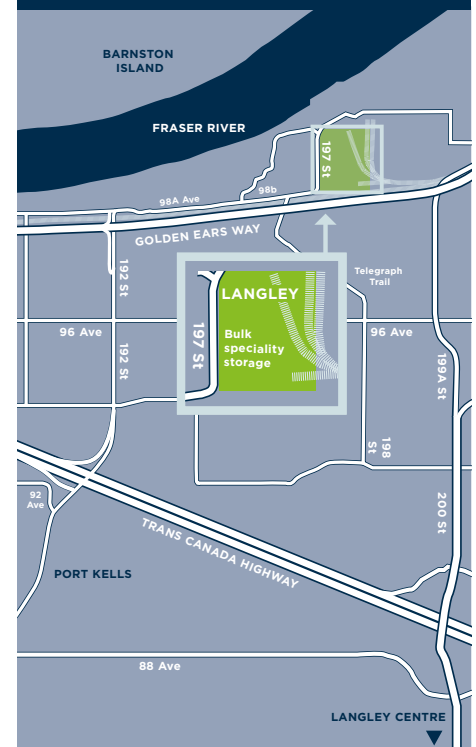 BARNSTON
ISLAND
FRASER RIVER
197 St
98b
98A Ave
GOLDEN EARS WAY
192 St
Telegraph
Trail
LANGLEY
197 St
Bulk
speciality
storage
96 Ave
96 Ave
192 St
199A St
198
St
92
Ave
200 St
TRANS CANADA HIGHWAY
PORT KELLS
88 Ave
LANGLEY CENTRE